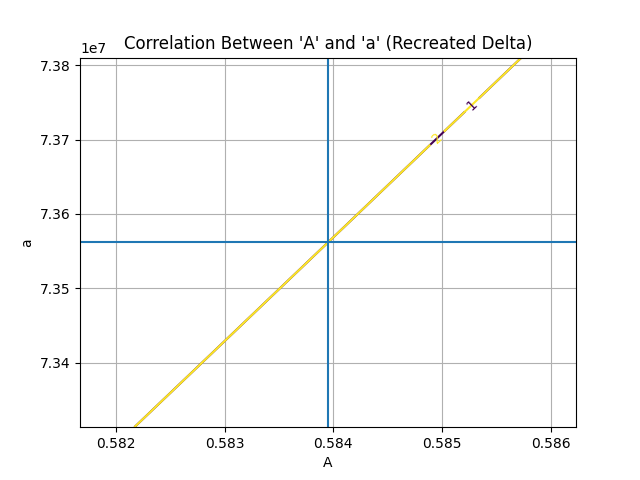 Correlation Between 'A' and 'a' (Recreated Delta)
1e7
7.38
7.37
7.36
7.35
7.34
a
1
0.582
0.583
0.584
0.585
0.586
A